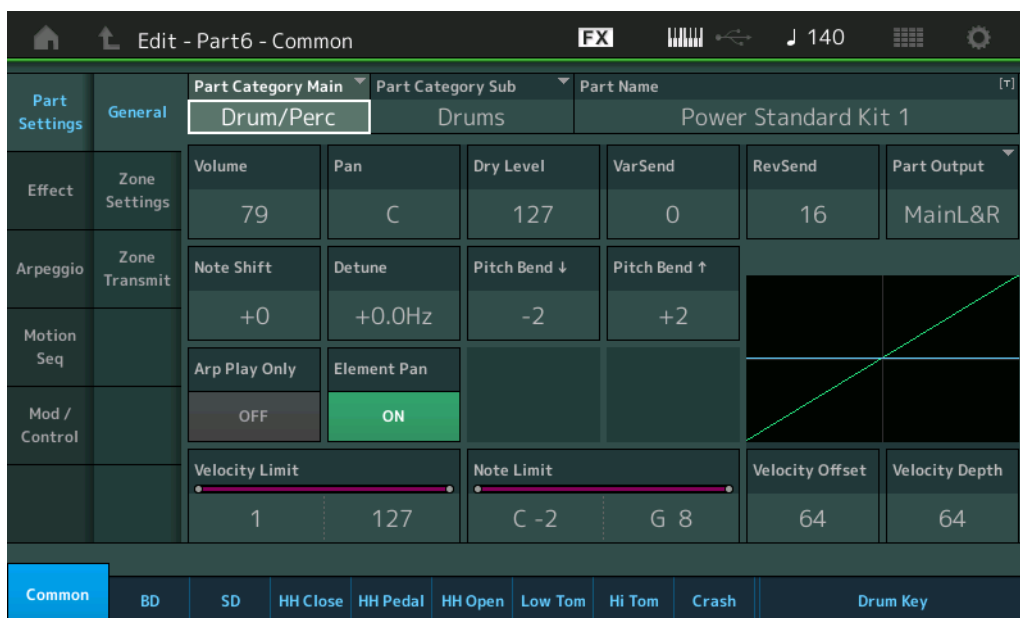 Edit - Part6 - Common
FX
♩ 140
Part Settings
General
Part Category Main
Part Category Sub
Part Name
[T]
Drum/Perc
Drums
Power Standard Kit 1
Effect
Zone Settings
Volume
Pan
Dry Level
VarSend
RevSend
Part Output
79
C
127
0
16
MainL&R
Arpeggio
Zone Transmit
Note Shift
Detune
Pitch Bend ↓
Pitch Bend ↑
+0
+0.0Hz
-2
+2
Motion Seq
Arp Play Only
Element Pan
OFF
ON
Mod / Control
Velocity Limit
Note Limit
Velocity Offset
Velocity Depth
1
127
C -2
G 8
64
64
Common
BD
SD
HH Close
HH Pedal
HH Open
Low Tom
Hi Tom
Crash
Drum Key